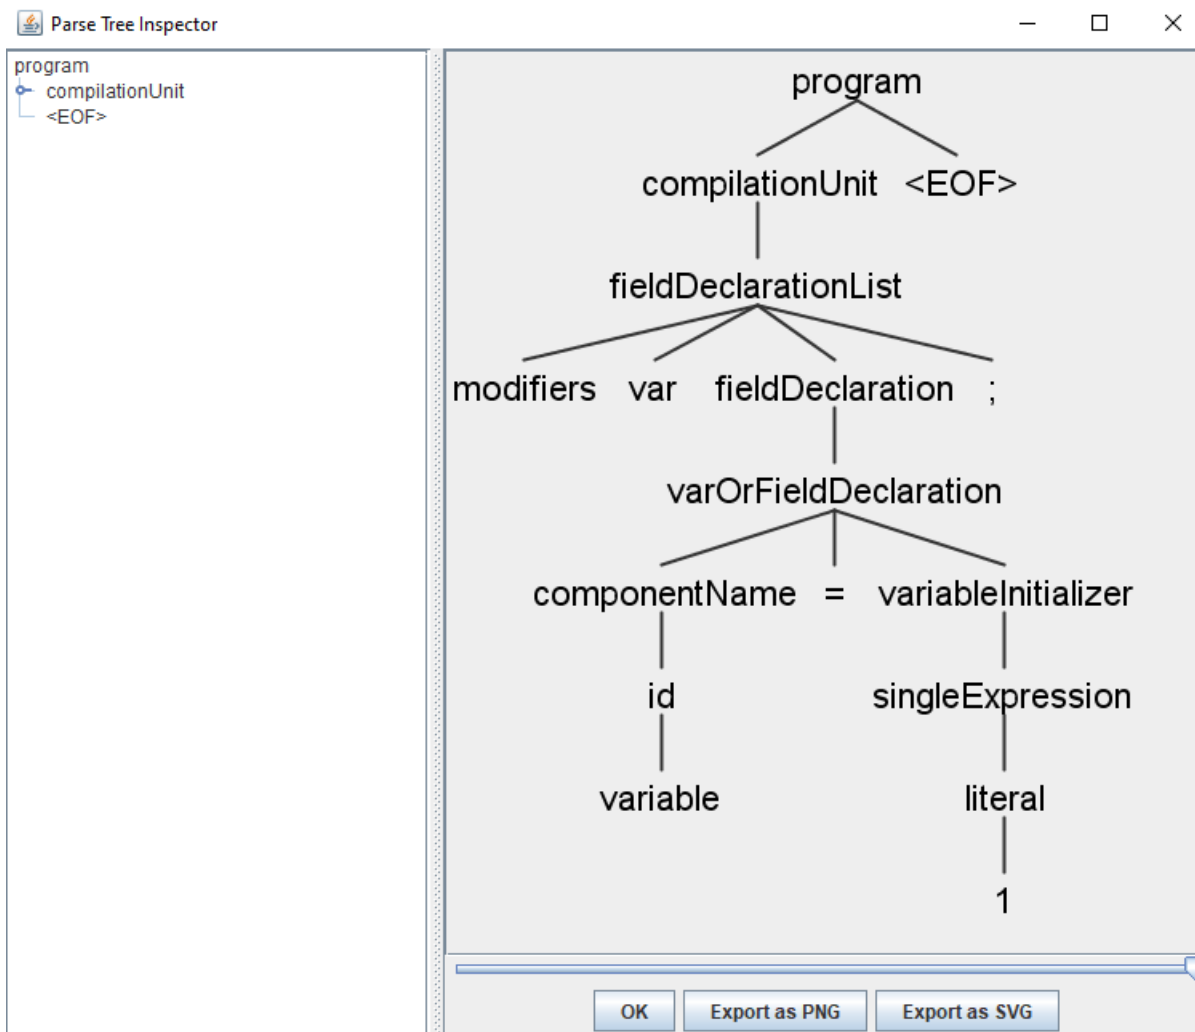 Parse Tree Inspector
program
compilationUnit
<EOF>
program
compilationUnit <EOF>
fieldDeclarationList
modifiers var fieldDeclaration ;
varOrFieldDeclaration
componentName = variableInitializer
id singleExpression
variable literal
1
OK Export as PNG Export as SVG